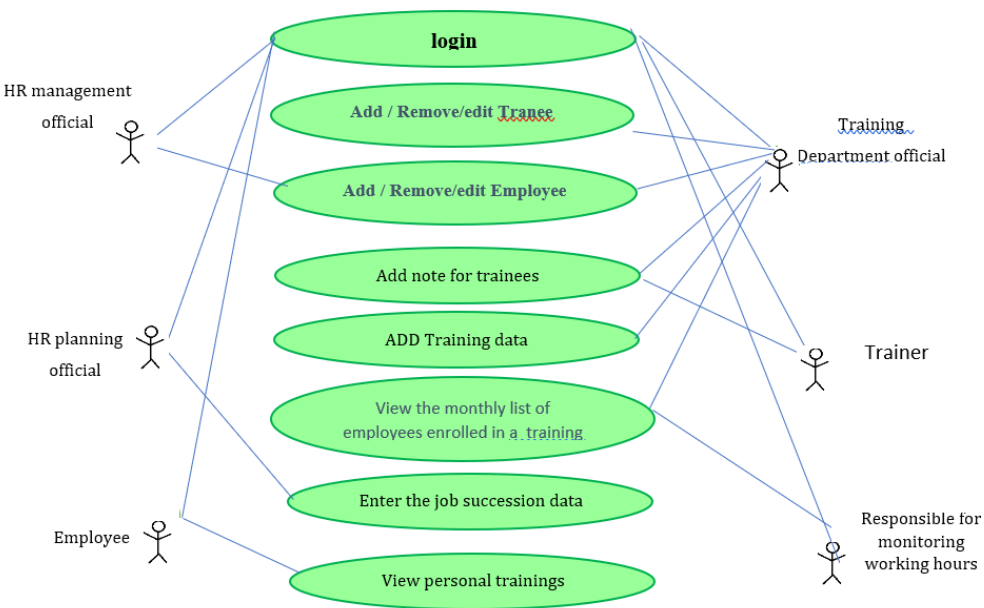 login
HR management
official
Add / Remove/edit Tranee
Training
Department official
Add / Remove/edit Employee
Add note for trainees
HR planning
official
ADD Training data
Trainer
View the monthly list of
employees enrolled in a training
Enter the job succession data
Employee
Responsible for
monitoring
working hours
View personal trainings